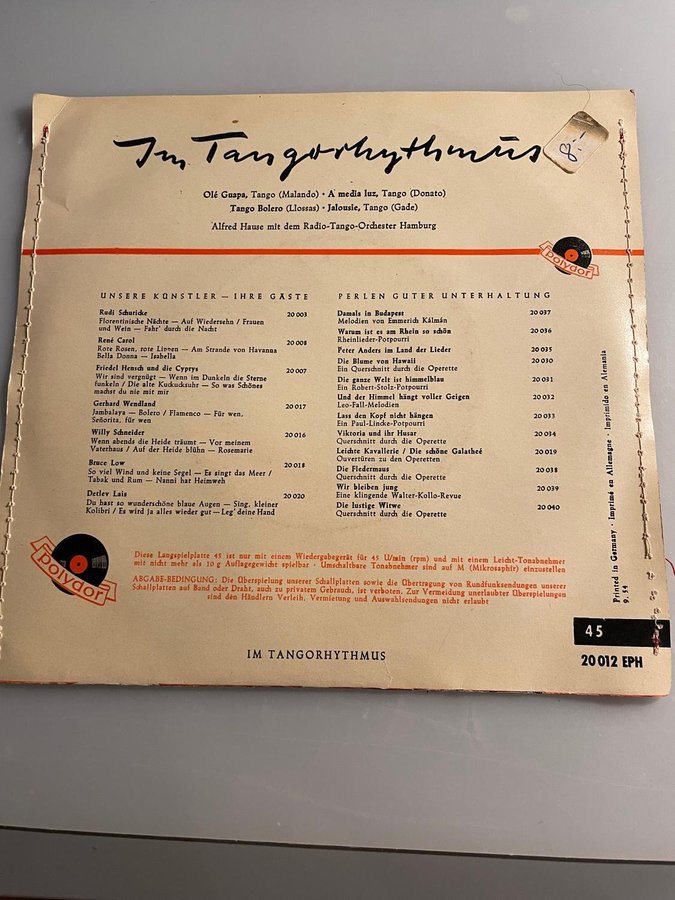 Im Tangorhythmus
8.-
Olé Guapa, Tango (Malando) · A media luz, Tango (Donato)
Tango Bolero (Llossas) · Jalousie, Tango (Gade)
Alfred Hause mit dem Radio-Tango-Orchester Hamburg
polydor
UNSERE KÜNSTLER — IHRE GÄSTE
Rudi Schuricke 20 003
Florentinische Nächte — Auf Wiedersehn / Frauen
und Wein — Fahr' durch die Nacht
René Carol 20 008
Rote Rosen, rote Lippen — Am Strande von Havanna
Bella Donna — Isabella
Friedel Hensch und die Cyprys 20 007
Wir sind vergnügt — Wenn im Dunkeln die Sterne
funkeln / Die alte Kuckucksuhr — So was Schönes
machst du nie mit mir
Gerhard Wendland 20 017
Jambalaya — Bolero / Flamenco — Für wen,
Señorita, für wen
Willy Schneider 20 016
Wenn abends die Heide träumt — Vor meinem
Vaterhaus / Auf der Heide blühn — Rosemarie
Bruce Low 20 018
So viel Wind und keine Segel — Es singt das Meer /
Tabak und Rum — Nanni hat Heimweh
Detlev Lais 20 020
Du hast so wunderschöne blaue Augen — Sing, kleiner
Kolibri / Es wird ja alles wieder gut — Leg' deine Hand
PERLEN GUTER UNTERHALTUNG
Damals in Budapest 20 037
Melodien von Emmerich Kálmán
Warum ist es am Rhein so schön 20 036
Rheinlieder-Potpourri
Peter Anders im Land der Lieder 20 035
Die Blume von Hawaii 20 030
Ein Querschnitt durch die Operette
Die ganze Welt ist himmelblau 20 031
Ein Robert-Stolz-Potpourri
Und der Himmel hängt voller Geigen 20 032
Leo-Fall-Melodien
Lass den Kopf nicht hängen 20 033
Ein Paul-Lincke-Potpourri
Viktoria und ihr Husar 20 034
Querschnitt durch die Operette
Leichte Kavallerie / Die schöne Galatheé 20 019
Ouvertüren zu den Operetten
Die Fledermaus 20 038
Querschnitt durch die Operette
Wir bleiben jung 20 039
Eine klingende Walter-Kollo-Revue
Die lustige Witwe 20 040
Querschnitt durch die Operette
Printed in Germany · Imprimé en Allemagne · Imprimido en Alemania
9. 54
polydor
Diese Langspielplatte 45 ist nur mit einem Wiedergabegerät für 45 U/min (rpm) und mit einem Leicht-Tonabnehmer
mit nicht mehr als 10 g Auflagegewicht spielbar · Umschaltbare Tonabnehmer sind auf M (Mikrosaphir) einzustellen
ABGABE-BEDINGUNG: Die Überspielung unserer Schallplatten sowie die Übertragung von Rundfunksendungen unserer
Schallplatten auf Band oder Draht, auch zu privatem Gebrauch, ist verboten. Zur Vermeidung unerlaubter Überspielungen
sind den Händlern Verleih, Vermietung und Auswahlsendungen nicht erlaubt
45
IM TANGORHYTHMUS
20 012 EPH